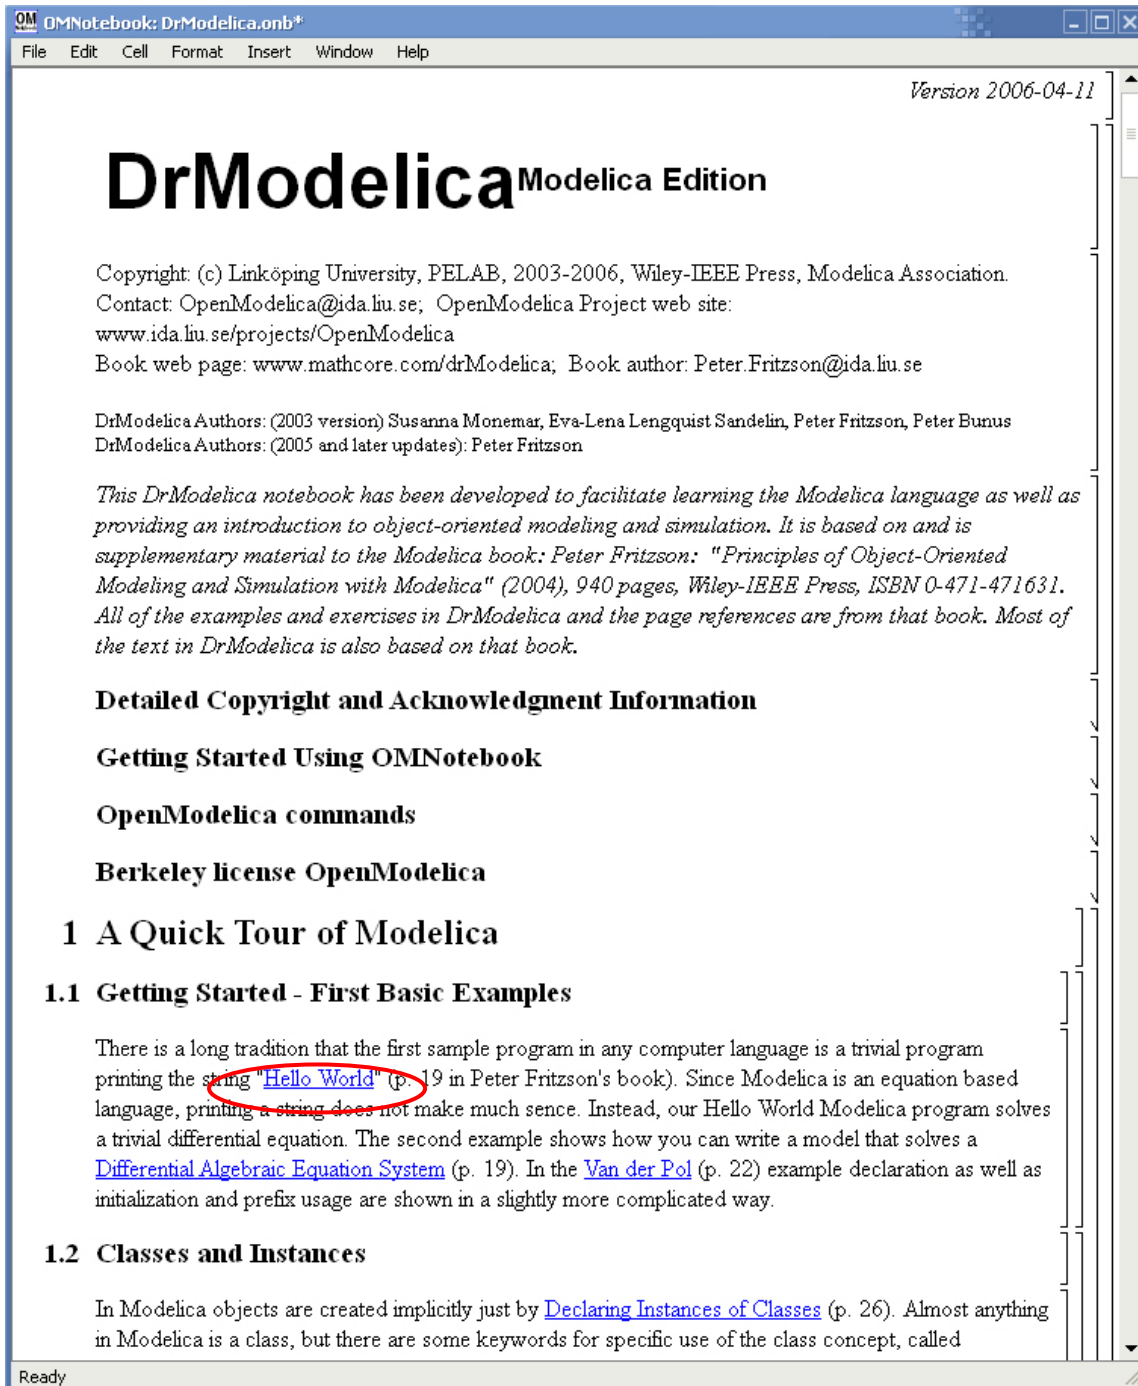 OMNotebook: DrModelica.onb*
File Edit Cell Format Insert Window Help
Version 2006-04-11
DrModelica Modelica Edition
Copyright: (c) Linköping University, PELAB, 2003-2006, Wiley-IEEE Press, Modelica Association.
Contact: OpenModelica@ida.liu.se; OpenModelica Project web site:
www.ida.liu.se/projects/OpenModelica
Book web page: www.mathcore.com/drModelica; Book author: Peter.Fritzson@ida.liu.se
DrModelica Authors: (2003 version) Susanna Monemar, Eva-Lena Lengquist Sandelin, Peter Fritzson, Peter Bunus
DrModelica Authors: (2005 and later updates): Peter Fritzson
This DrModelica notebook has been developed to facilitate learning the Modelica language as well as
providing an introduction to object-oriented modeling and simulation. It is based on and is
supplementary material to the Modelica book: Peter Fritzson: "Principles of Object-Oriented
Modeling and Simulation with Modelica" (2004), 940 pages, Wiley-IEEE Press, ISBN 0-471-471631.
All of the examples and exercises in DrModelica and the page references are from that book. Most of
the text in DrModelica is also based on that book.
Detailed Copyright and Acknowledgment Information
Getting Started Using OMNotebook
OpenModelica commands
Berkeley license OpenModelica
1 A Quick Tour of Modelica
1.1 Getting Started - First Basic Examples
There is a long tradition that the first sample program in any computer language is a trivial program
printing the string "Hello World" (p. 19 in Peter Fritzson's book). Since Modelica is an equation based
language, printing a string does not make much sence. Instead, our Hello World Modelica program solves
a trivial differential equation. The second example shows how you can write a model that solves a
Differential Algebraic Equation System (p. 19). In the Van der Pol (p. 22) example declaration as well as
initialization and prefix usage are shown in a slightly more complicated way.
1.2 Classes and Instances
In Modelica objects are created implicitly just by Declaring Instances of Classes (p. 26). Almost anything
in Modelica is a class, but there are some keywords for specific use of the class concept, called
Ready